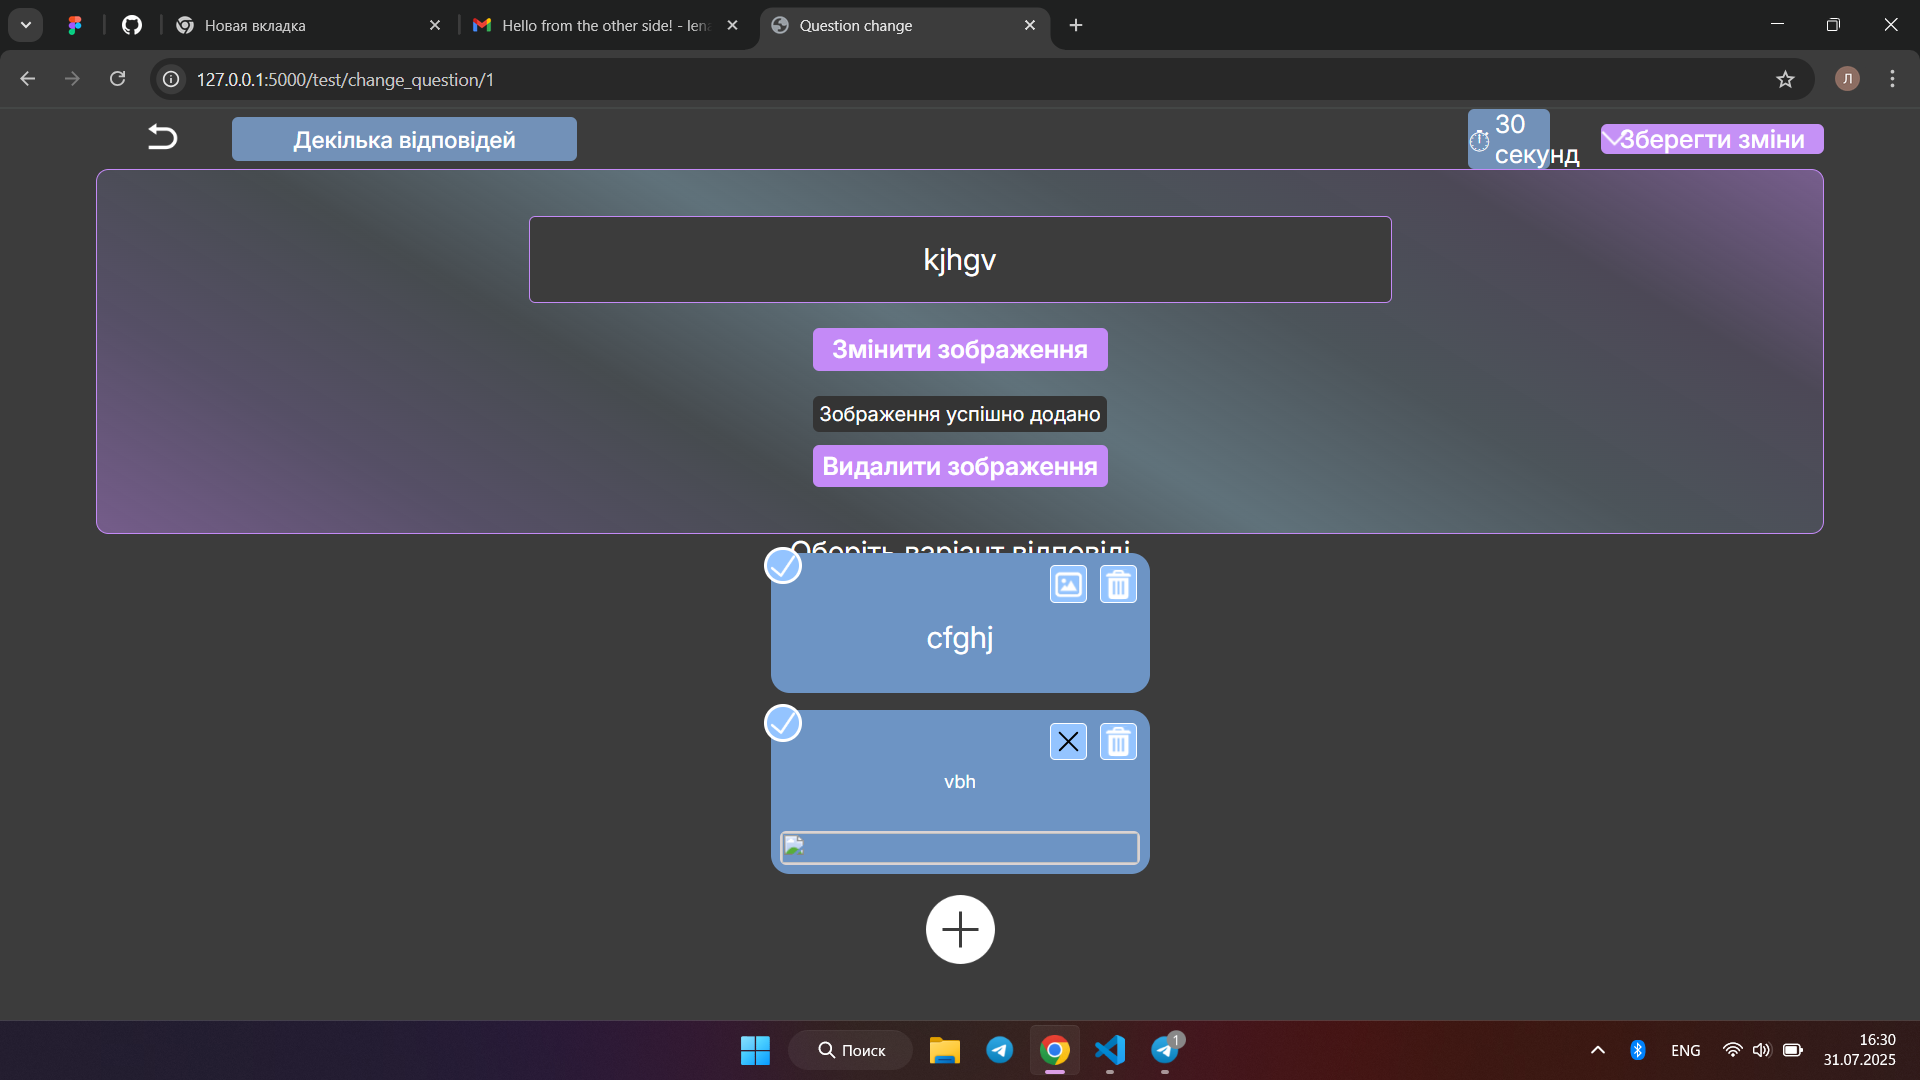 Новая вкладка
Hello from the other side! - lena
Question change
127.0.0.1:5000/test/change_question/1
Л
Декілька відповідей
30
секунд
Зберегти зміни
kjhgv
Змінити зображення
Зображення успішно додано
Видалити зображення
Оберіть варіант відповіді
cfghj
vbh
Поиск
1
ENG
16:30
31.07.2025